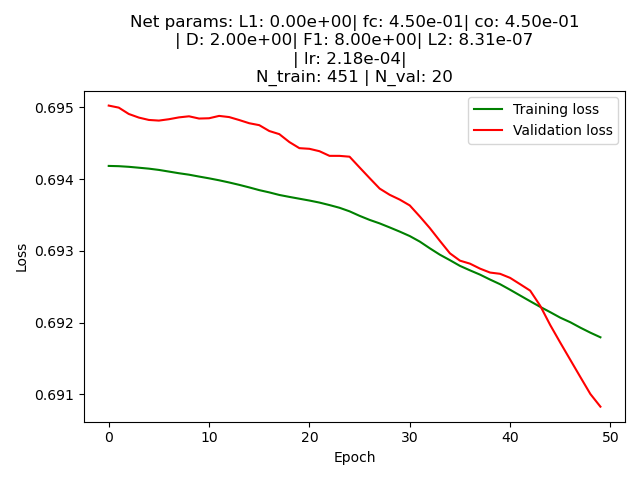 Net params: L1: 0.00e+00| fc: 4.50e-01| co: 4.50e-01
| D: 2.00e+00| F1: 8.00e+00| L2: 8.31e-07
| lr: 2.18e-04|
N_train: 451 | N_val: 20
Training loss
Validation loss
0.695
0.694
0.693
0.692
0.691
Loss
0 10 20 30 40 50
Epoch